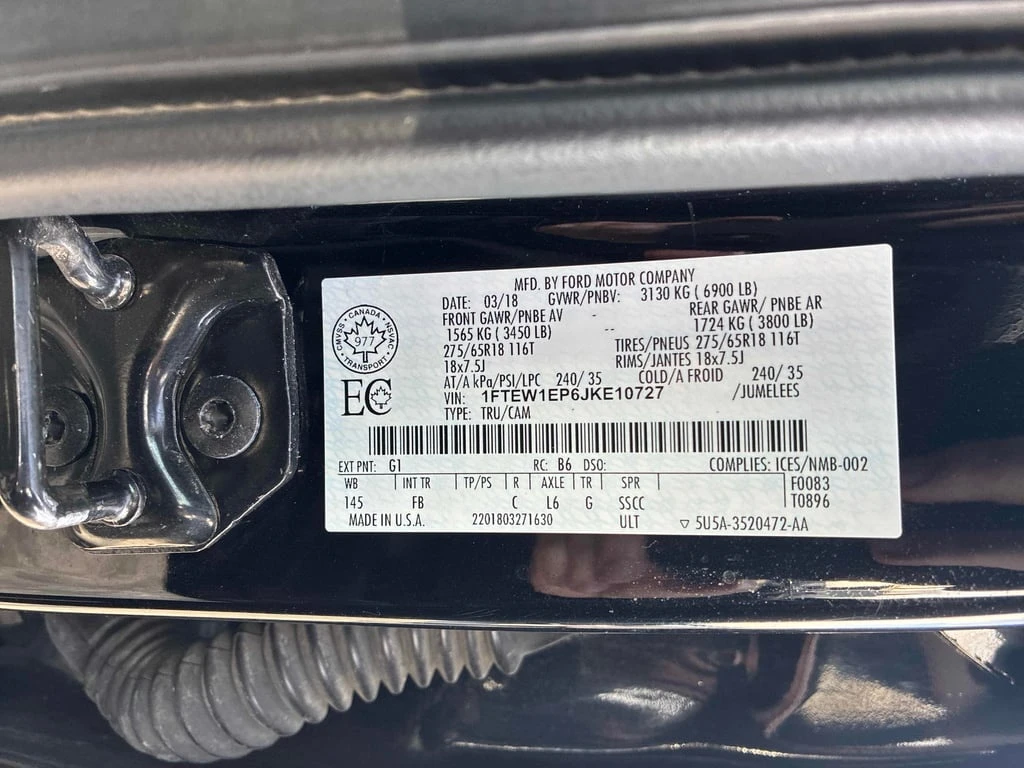 MFD. BY FORD MOTOR COMPANY
DATE: 03/18 GVWR/PNBV: 3130 KG ( 6900 LB)
FRONT GAWR/PNBE AV REAR GAWR/ PNBE AR
1565 KG ( 3450 LB) -- 1724 KG ( 3800 LB)
275/65R18 116T TIRES/PNEUS 275/65R18 116T
18x7.5J RIMS/JANTES 18x7.5J
AT/A kPa/PSI/LPC 240/ 35 COLD/A FROID 240/ 35
VIN: 1FTEW1EP6JKE10727 /JUMELEES
TYPE: TRU/CAM
CANADA
CMVSS NSVAC
977
TRANSPORT
EC
EXT PNT: G1 RC: B6 DSO: COMPLIES: ICES/NMB-002
WB INT TR TP/PS R AXLE TR SPR F0083
145 FB C L6 G SSCC T0896
MADE IN U.S.A. 2201803271630 ULT ▽ 5U5A-3520472-AA